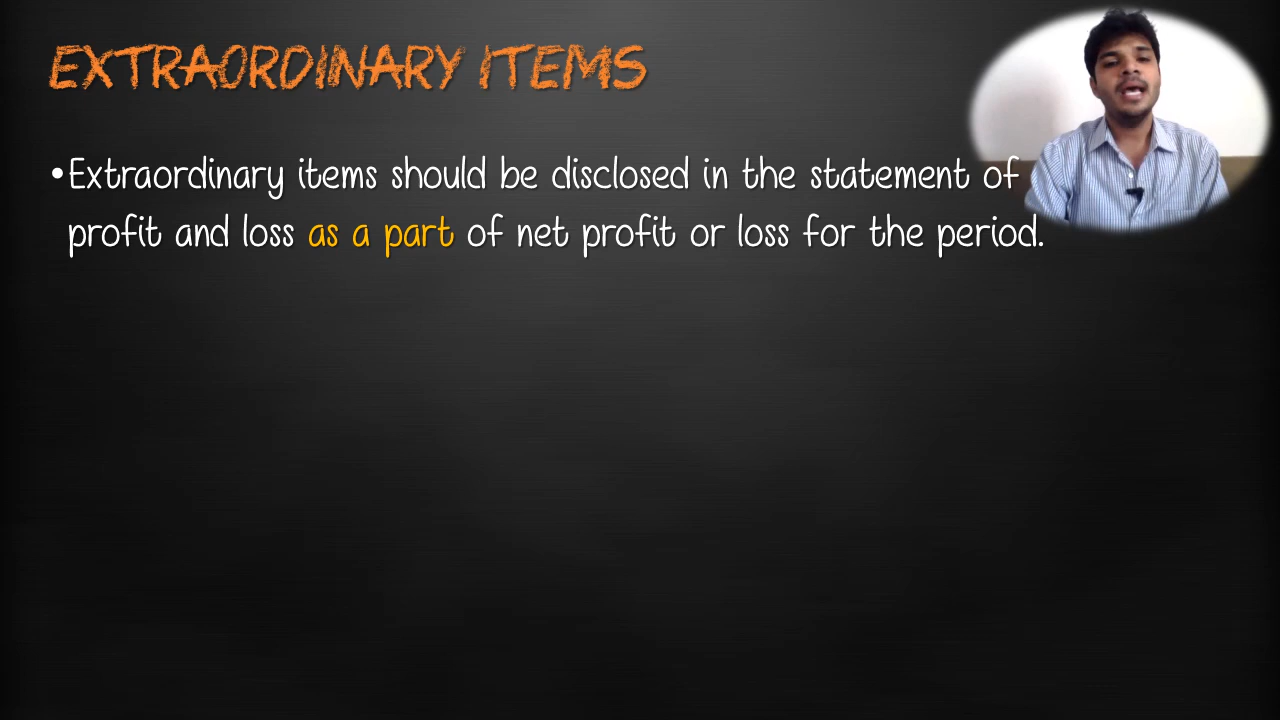 EXTRAORDINARY ITEMS
•Extraordinary items should be disclosed in the statement of
profit and loss as a part of net profit or loss for the period.